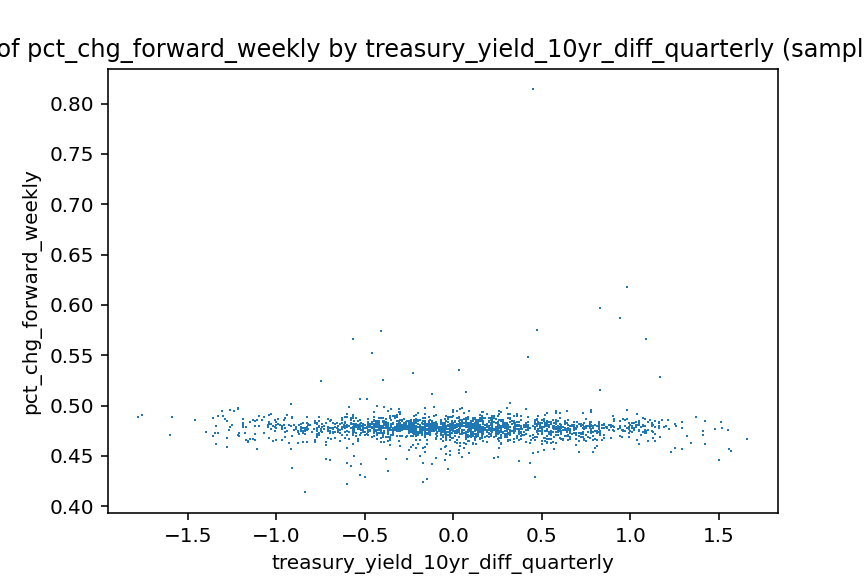 of pct_chg_forward_weekly by treasury_yield_10yr_diff_quarterly (sampl
0.80
0.75
0.70
0.65
0.60
0.55
0.50
0.45
0.40
pct_chg_forward_weekly
−1.5 −1.0 −0.5 0.0 0.5 1.0 1.5
treasury_yield_10yr_diff_quarterly